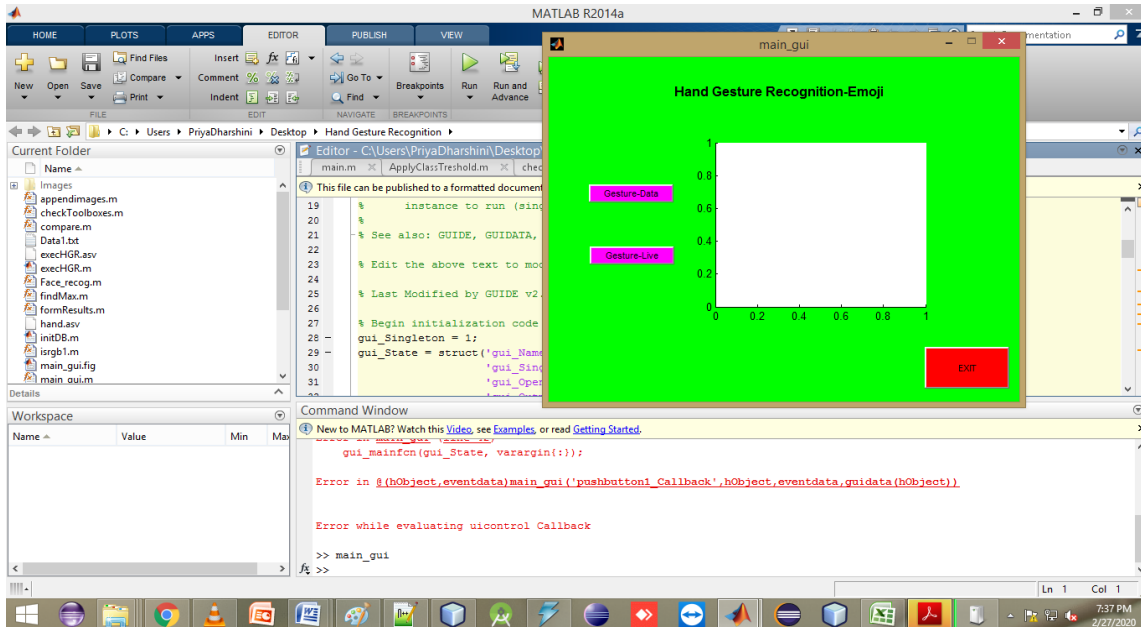 MATLAB R2014a
HOME PLOTS APPS EDITOR PUBLISH VIEW
New Open Save
Find Files
Compare
Print
FILE
Insert fx
Comment
Indent
EDIT
Go To
Find
NAVIGATE
Breakpoints
BREAKPOINTS
Run Run and Advance
C: Users PriyaDharshini Desktop Hand Gesture Recognition
Current Folder
Name
Images
appendimages.m
checkToolboxes.m
compare.m
Data1.txt
execHGR.asv
execHGR.m
Face_recog.m
findMax.m
formResults.m
hand.asv
initDB.m
isrgb1.m
main_gui.fig
main_gui.m
Details
Workspace
Name Value Min
Editor - C:\Users\PriyaDharshini\Desktop\
main.m ApplyClassTreshold.m
This file can be published to a formatted document
19 % instance to run
20 %
21 % See also: GUIDE, GUIDATA,
22
23 % Edit the above text to
24
25 % Last Modified by GUIDE
26
27 % Begin initialization code
28 gui_Singleton = 1;
29 gui_State = struct(
30
31
main_gui
Hand Gesture Recognition-Emoji
Gesture-Data
Gesture-Live
1
0.8
0.6
0.4
0.2
0
0 0.2 0.4 0.6 0.8 1
EXIT
Command Window
New to MATLAB? Watch this Video, see Examples, or read Getting Started.
gui_mainfcn(gui_State, varargin{:});
Error in @(hObject,eventdata)main_gui('pushbutton1_Callback',hObject,eventdata,guidata(hObject))
Error while evaluating uicontrol Callback
>> main_gui
fx >>
Ln 1 Col 1
7:37 PM
2/27/2020